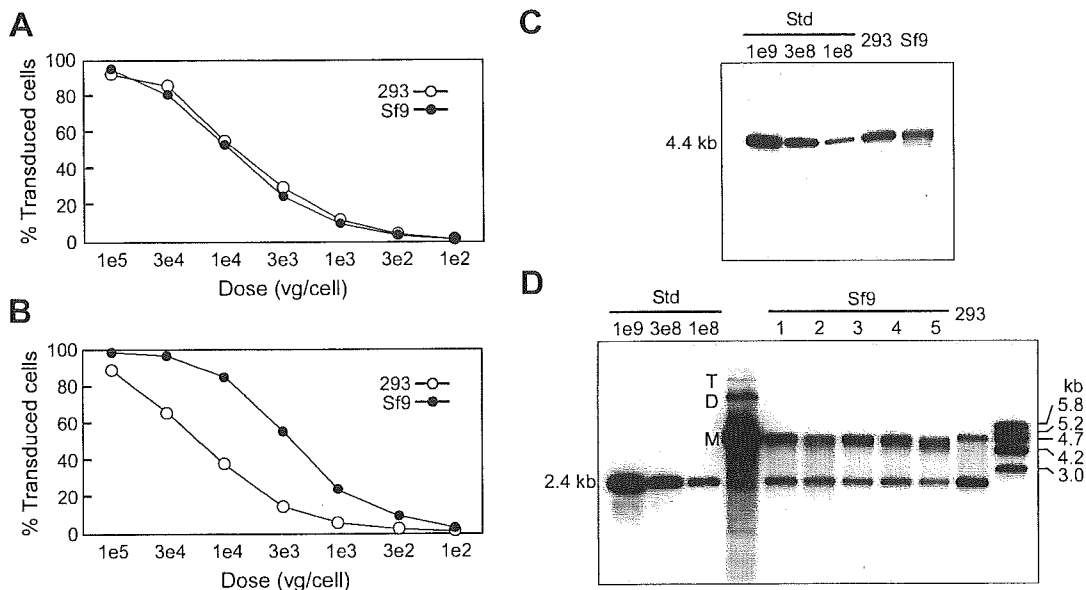 A
100
80
60
40
20
0
% Transduced cells
293
Sf9
1e5 3e4 1e4 3e3 1e3 3e2 1e2
Dose (vg/cell)
B
100
80
60
40
20
0
% Transduced cells
293
Sf9
1e5 3e4 1e4 3e3 1e3 3e2 1e2
Dose (vg/cell)
C
Std
1e9 3e8 1e8 293 Sf9
4.4 kb
D
Std Sf9
1e9 3e8 1e8 1 2 3 4 5 293
T
D
M
2.4 kb
kb
5.8
5.2
4.7
4.2
3.0